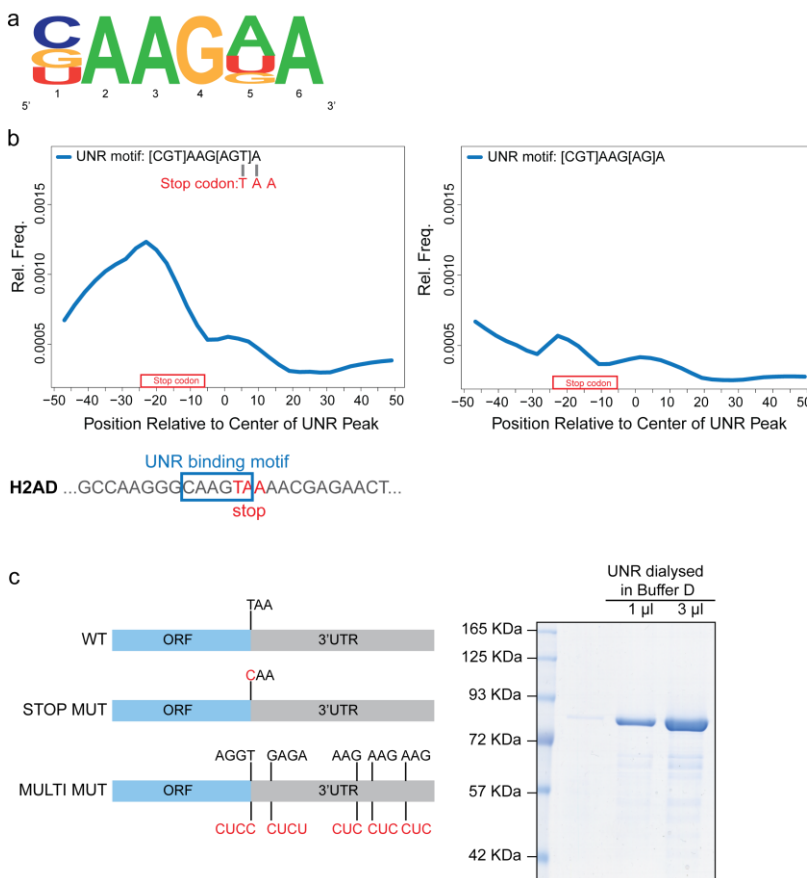 a
C
G
U
A
A
G
A
U
G
A
1 2 3 4 5 6
5' 3'
b
UNR motif: [CGT]AAG[AGT]A
Stop codon:T A A
Rel. Freq.
0.0015
0.0010
0.0005
Stop codon
−50 −40 −30 −20 −10 0 10 20 30 40 50
Position Relative to Center of UNR Peak
UNR motif: [CGT]AAG[AG]A
Rel. Freq.
0.0015
0.0010
0.0005
Stop codon
−50 −40 −30 −20 −10 0 10 20 30 40 50
Position Relative to Center of UNR Peak
UNR binding motif
H2AD ...GCCAAGGGCAAGTAAAACGAGAACT...
stop
c
TAA
WT ORF 3'UTR
CAA
STOP MUT ORF 3'UTR
AGGT GAGA AAG AAG AAG
MULTI MUT ORF 3'UTR
CUCC CUCU CUC CUC CUC
UNR dialysed
in Buffer D
1 µl 3 µl
165 KDa
125 KDa
93 KDa
72 KDa
57 KDa
42 KDa